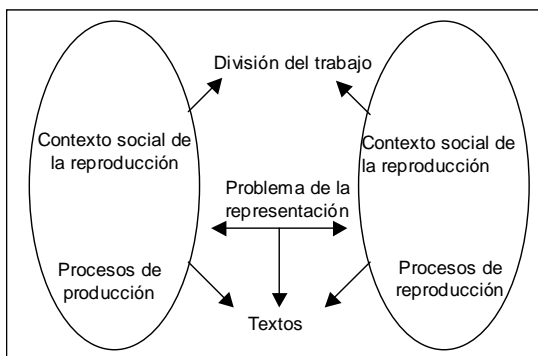 División del trabajo
Contexto social de
la reproducción
Contexto social de
la reproducción
Problema de la
representación
Procesos de
producción
Procesos de
reproducción
Textos